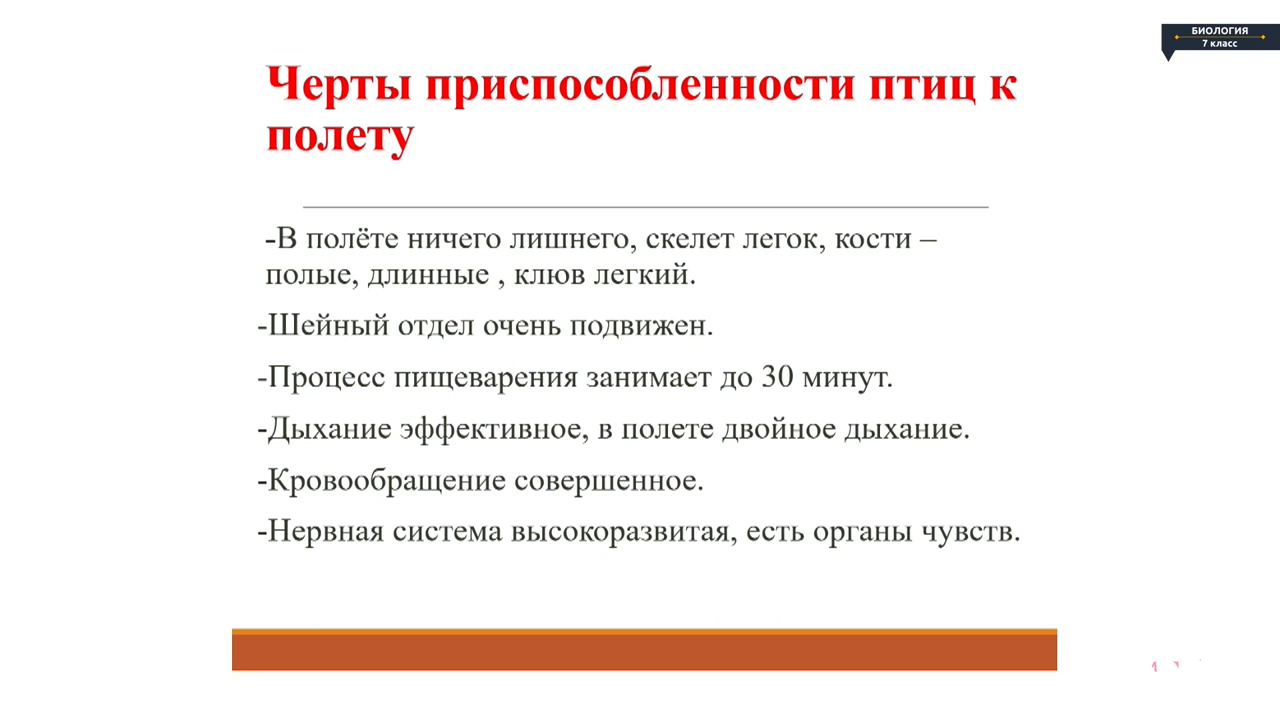 БИОЛОГИЯ
7 класс
Черты приспособленности птиц к
полету
-В полёте ничего лишнего, скелет легок, кости –
полые, длинные , клюв легкий.
-Шейный отдел очень подвижен.
-Процесс пищеварения занимает до 30 минут.
-Дыхание эффективное, в полете двойное дыхание.
-Кровообращение совершенное.
-Нервная система высокоразвитая, есть органы чувств.